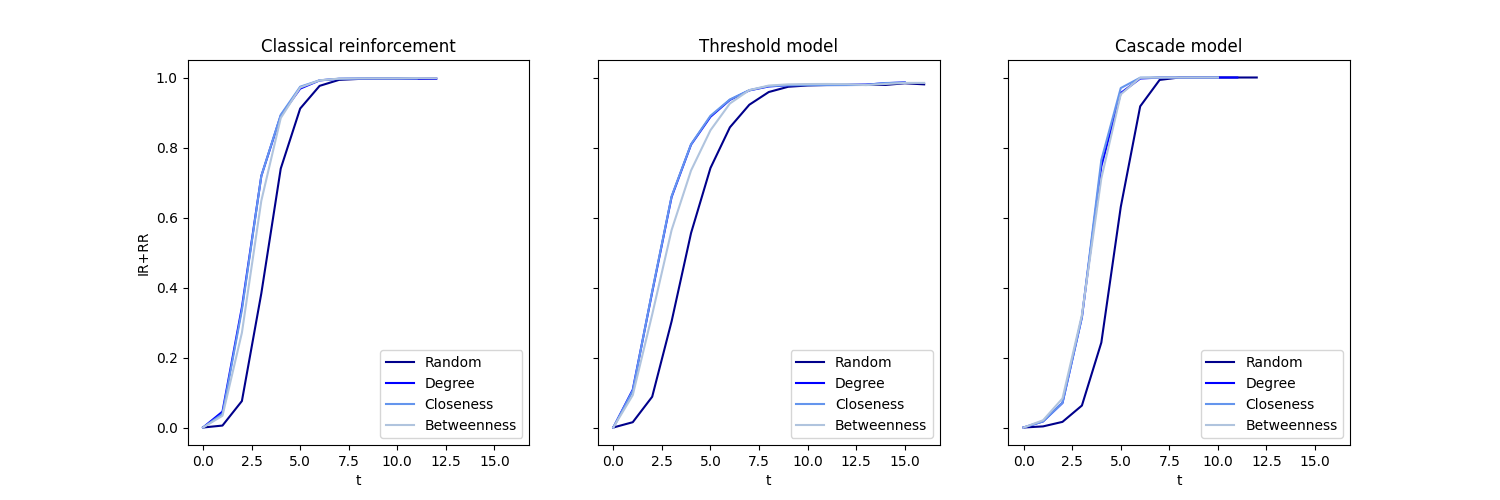 Classical reinforcement
Threshold model
Cascade model
IR+RR
1.0
0.8
0.6
0.4
0.2
0.0
Random
Degree
Closeness
Betweenness
Random
Degree
Closeness
Betweenness
Random
Degree
Closeness
Betweenness
0.0 2.5 5.0 7.5 10.0 12.5 15.0
0.0 2.5 5.0 7.5 10.0 12.5 15.0
0.0 2.5 5.0 7.5 10.0 12.5 15.0
t
t
t